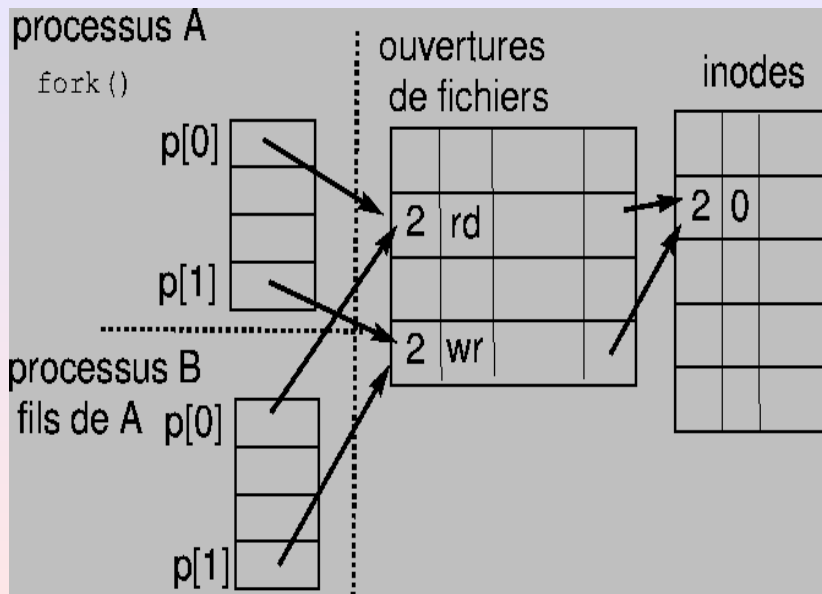 processus A
fork()
p[0]
p[1]
ouvertures
de fichiers
inodes
2 rd
2 wr
2 0
processus B
fils de A
p[0]
p[1]